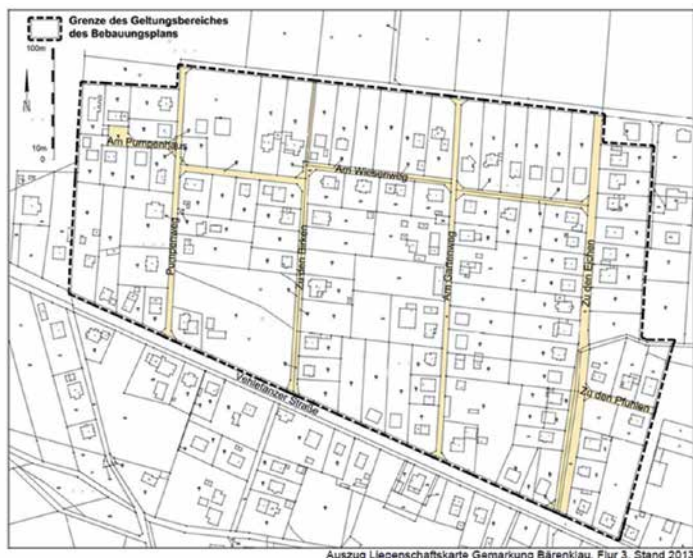 Grenze des Geltungsbereiches
des Bebauungsplans
100m
10m
0
Am Pumpenhaus
Am Wiesenweg
Pumpenweg
Zu den Birken
Am Gartenweg
Zu den Eichen
Zu den Pfuhlen
Vehlefanzer Straße
Auszug Liegenschaftskarte Gemarkung Bärenklau, Flur 3, Stand 2013